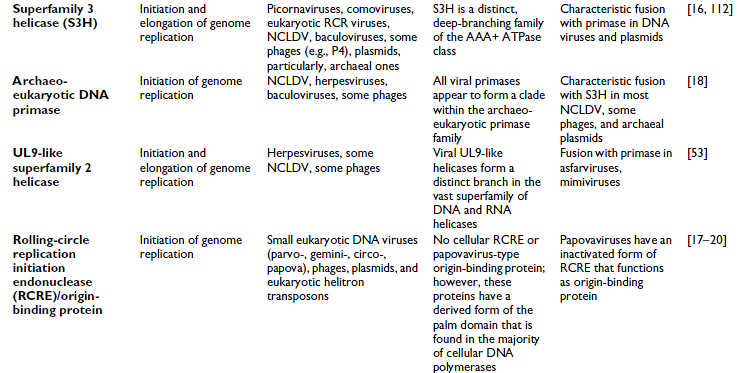 Superfamily 3
helicase (S3H)
Initiation and
elongation of genome
replication
Picornaviruses, comoviruses,
eukaryotic RCR viruses,
NCLDV, baculoviruses, some
phages (e.g., P4), plasmids,
particularly, archaeal ones
S3H is a distinct,
deep-branching family
of the AAA+ ATPase
class
Characteristic fusion
with primase in DNA
viruses and plasmids
[16, 112]
Archaeo-
eukaryotic DNA
primase
Initiation of genome
replication
NCLDV, herpesviruses,
baculoviruses, some phages
All viral primases
appear to form a clade
within the archaeo-
eukaryotic primase
family
Characteristic fusion
with S3H in most
NCLDV, some
phages, and archaeal
plasmids
[18]
UL9-like
superfamily 2
helicase
Initiation and
elongation of genome
replication
Herpesviruses, some
NCLDV, some phages
Viral UL9-like
helicases form a
distinct branch in the
vast superfamily of
DNA and RNA
helicases
Fusion with primase in
asfarviruses,
mimiviruses
[53]
Rolling-circle
replication
initiation
endonuclease
(RCRE)/origin-
binding protein
Initiation of genome
replication
Small eukaryotic DNA viruses
(parvo-, gemini-, circo-,
papova), phages, plasmids, and
eukaryotic helitron
transposons
No cellular RCRE or
papovavirus-type
origin-binding protein;
however, these
proteins have a
derived form of the
palm domain that is
found in the majority
of cellular DNA
polymerases
Papovaviruses have an
inactivated form of
RCRE that functions
as origin-binding
protein
[17–20]